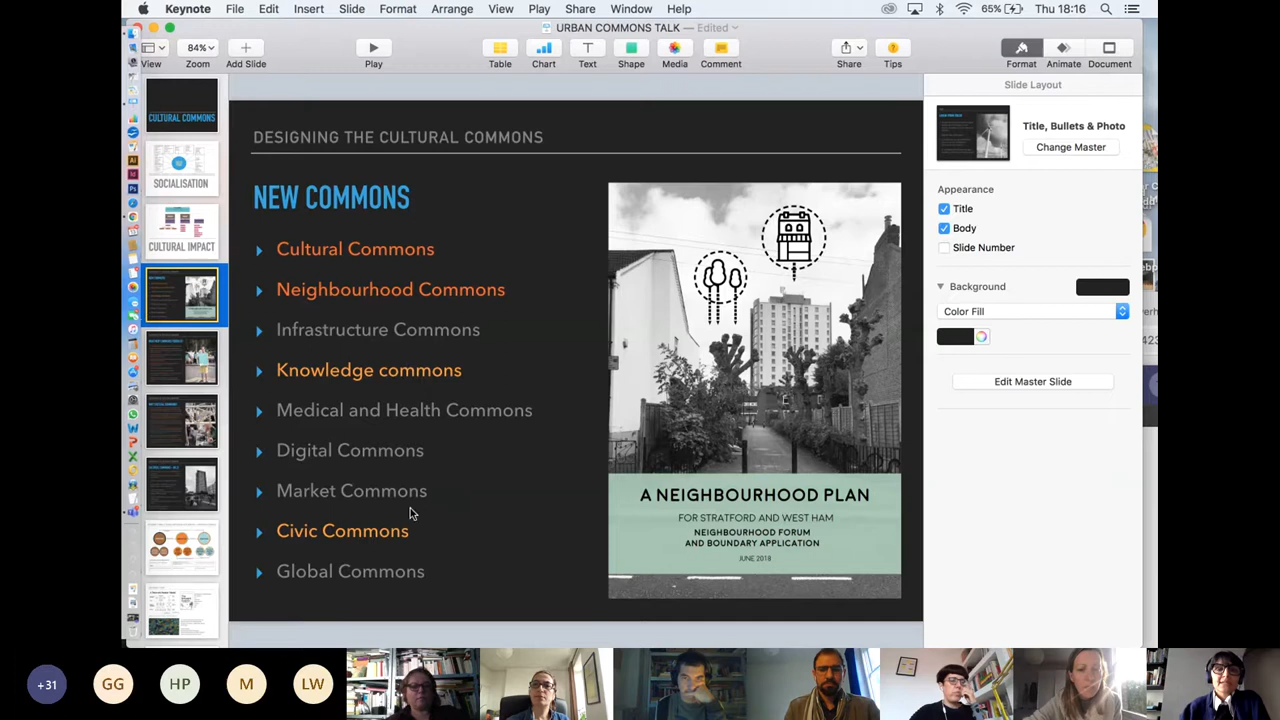 Keynote File Edit Insert Slide Format Arrange View Play Share Window Help 65% Thu 18:16
URBAN COMMONS TALK — Edited
84%
View Zoom Add Slide Play Table Chart Text Shape Media Comment Share Tips Format Animate Document
Slide Layout
Title, Bullets & Photo
Change Master
Appearance
Title
Body
Slide Number
Background
Color Fill
Edit Master Slide
CULTURAL COMMONS
SOCIALISATION
CULTURAL IMPACT
DESIGNING THE CULTURAL COMMONS
NEW COMMONS
Cultural Commons
Neighbourhood Commons
Infrastructure Commons
Knowledge commons
Medical and Health Commons
Digital Commons
Market Commons
Civic Commons
Global Commons
A NEIGHBOURHOOD PLAN
FOR STRATFORD AND WEST HAM
NEIGHBOURHOOD FORUM
AND BOUNDARY APPLICATION
JUNE 2018
+31 GG HP M LW